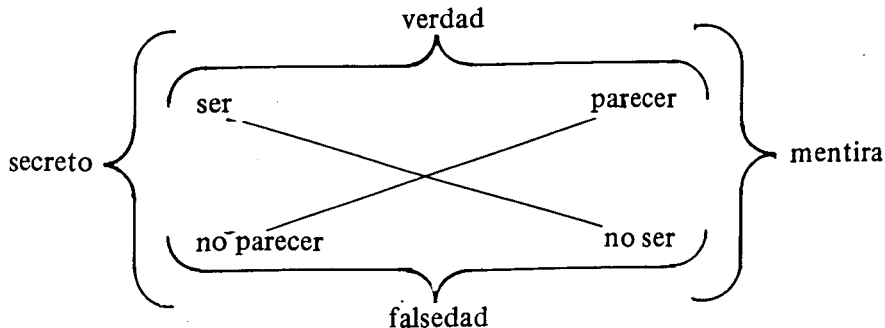 verdad
ser parecer
secreto mentira
no parecer no ser
falsedad